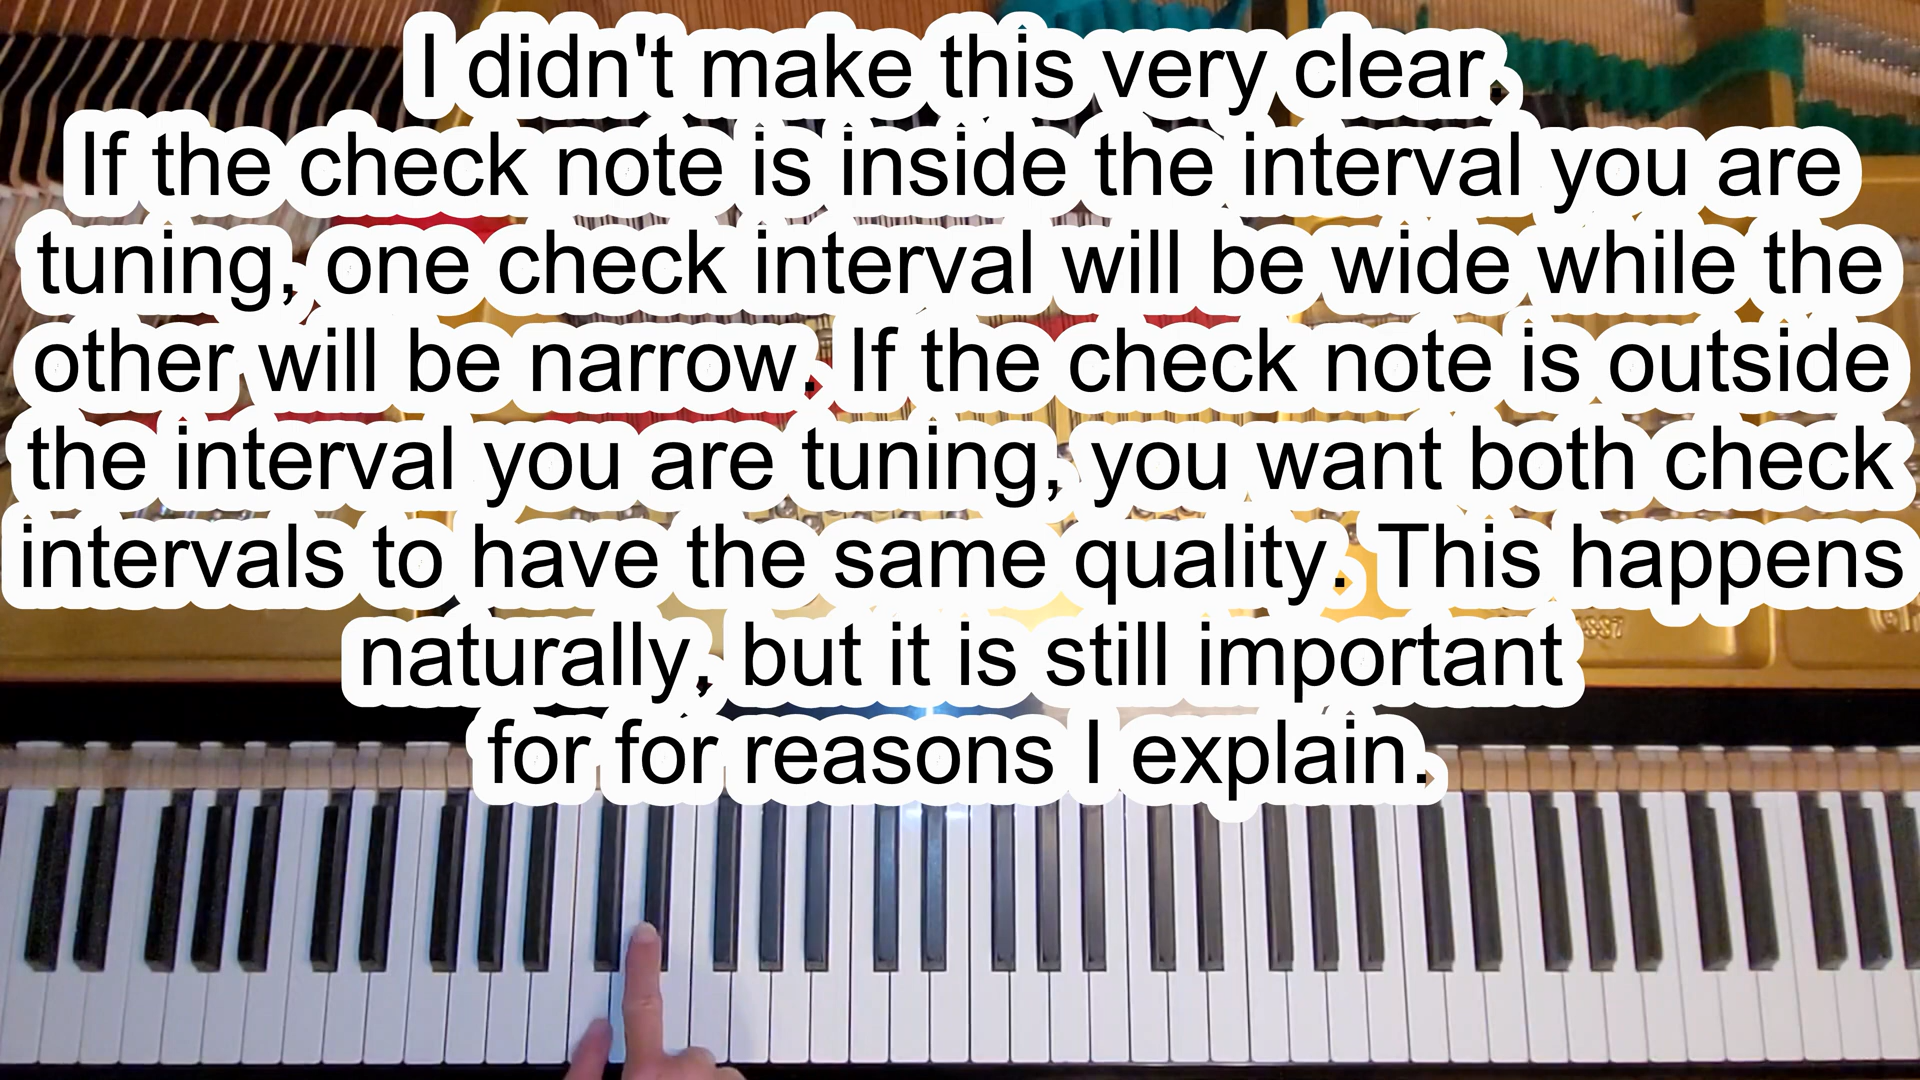 I didn't make this very clear.
If the check note is inside the interval you are
tuning, one check interval will be wide while the
other will be narrow. If the check note is outside
the interval you are tuning, you want both check
intervals to have the same quality. This happens
naturally, but it is still important
for for reasons I explain.